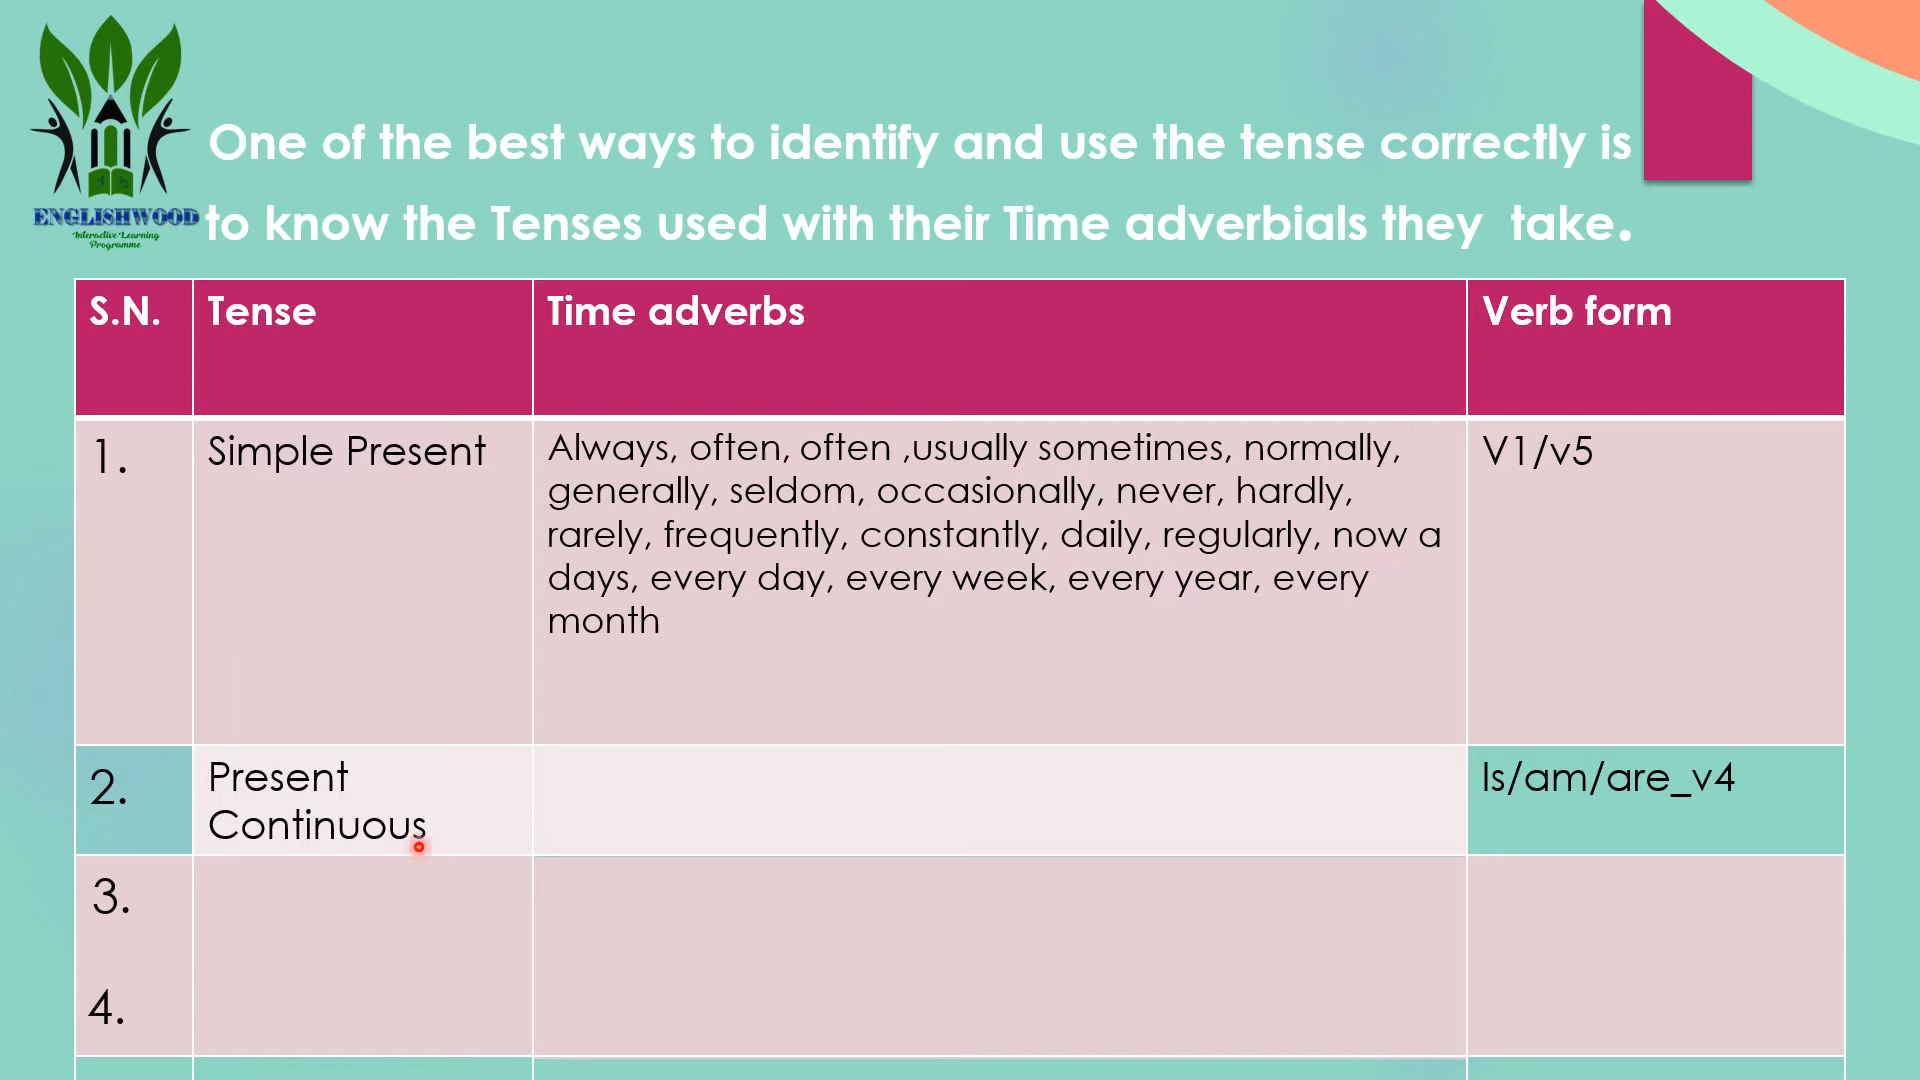 ENGLISHWOOD
Interactive Learning
Programme
One of the best ways to identify and use the tense correctly is
to know the Tenses used with their Time adverbials they take.
S.N. Tense Time adverbs Verb form
1. Simple Present Always, often, often ,usually sometimes, normally, V1/v5
generally, seldom, occasionally, never, hardly,
rarely, frequently, constantly, daily, regularly, now a
days, every day, every week, every year, every
month
2. Present Is/am/are_v4
Continuous
3.
4.